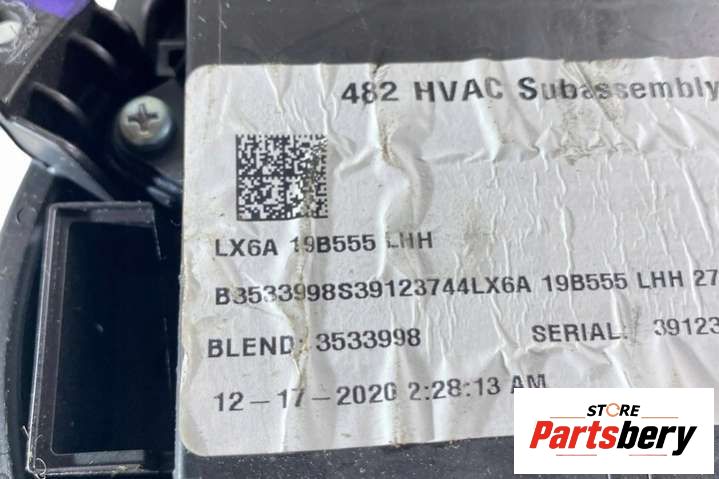 482 HVAC Subassembly
LX6A 19B555 LHH
B3533998S39123744LX6A 19B555 LHH 27
BLEND: 3533998 SERIAL: 39123
12-17-2020 2:28:13 AM
STORE
Partsbery